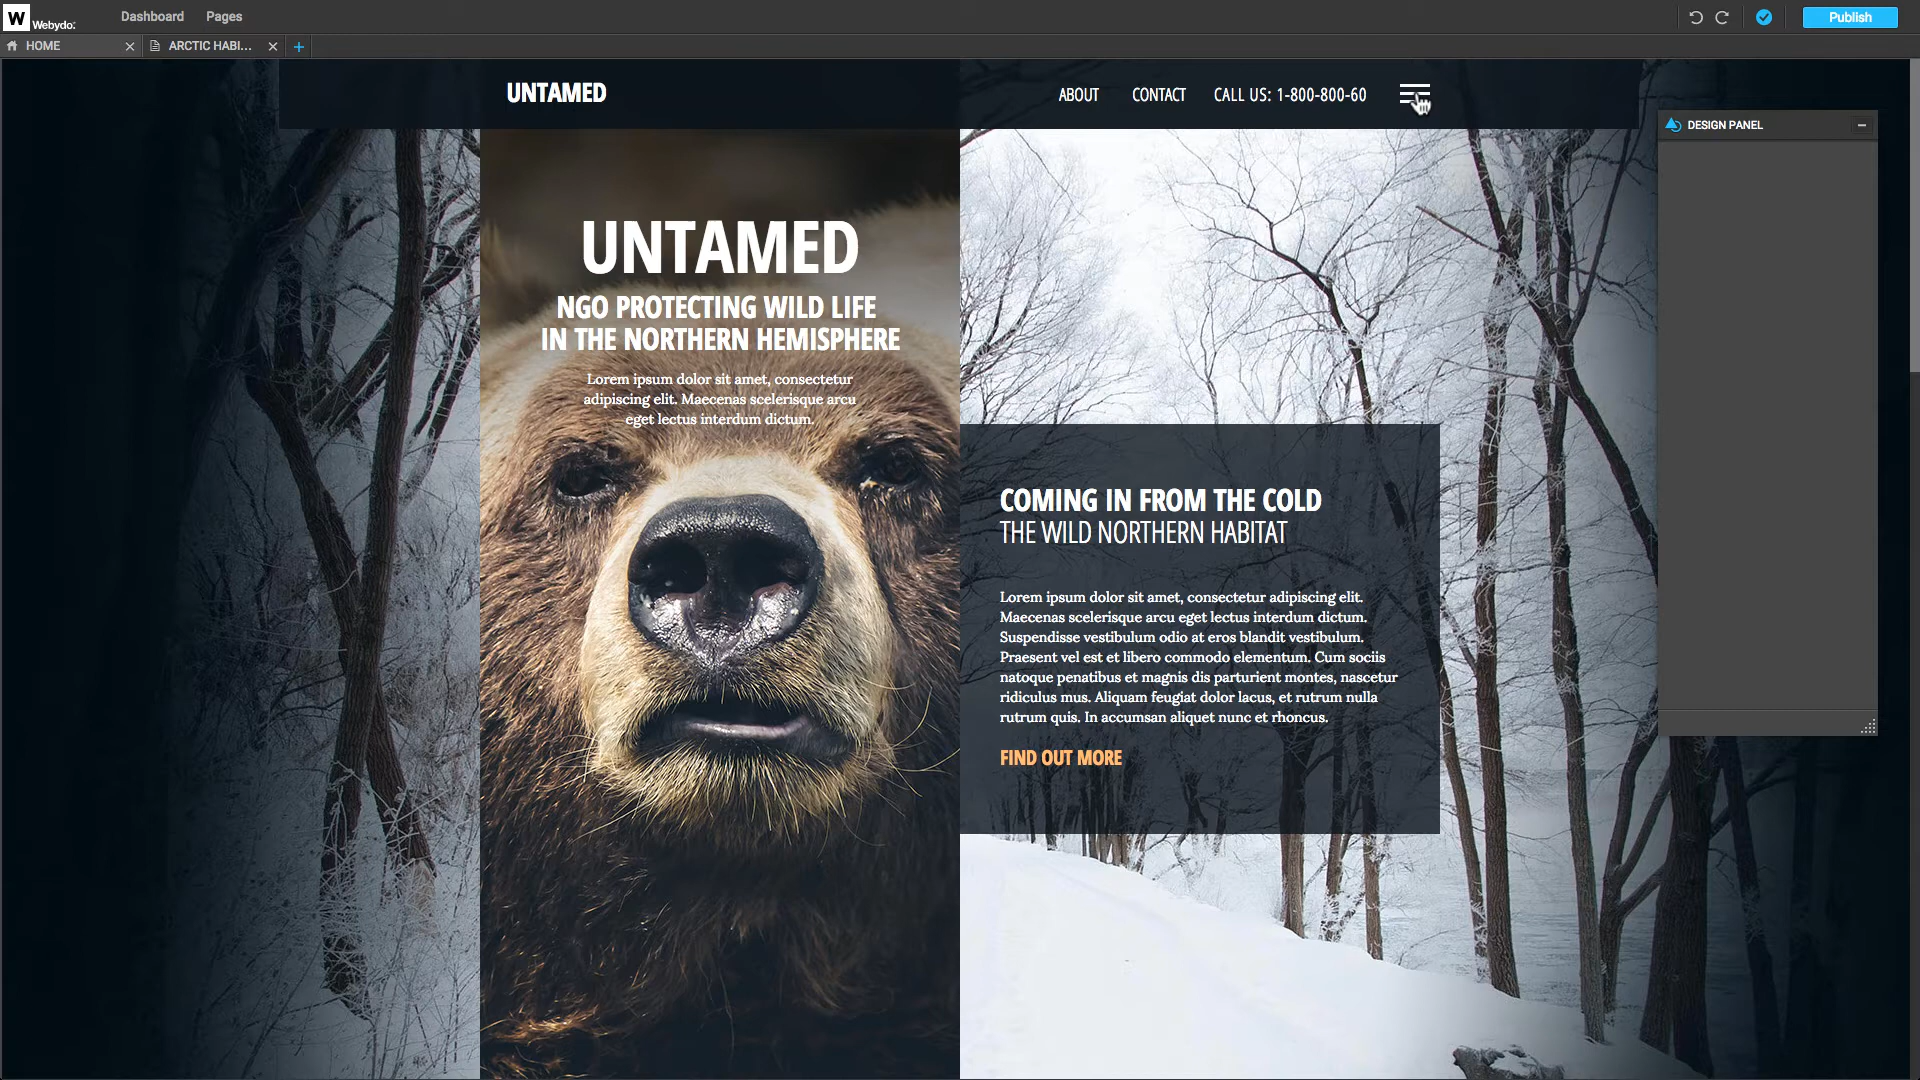 W Webydo. Dashboard Pages Publish
HOME ARCTIC HABI...
UNTAMED ABOUT CONTACT CALL US: 1-800-800-60
DESIGN PANEL
UNTAMED
NGO PROTECTING WILD LIFE
IN THE NORTHERN HEMISPHERE
Lorem ipsum dolor sit amet, consectetur
adipiscing elit. Maecenas scelerisque arcu
eget lectus interdum dictum.
COMING IN FROM THE COLD
THE WILD NORTHERN HABITAT
Lorem ipsum dolor sit amet, consectetur adipiscing elit.
Maecenas scelerisque arcu eget lectus interdum dictum.
Suspendisse vestibulum odio at eros blandit vestibulum.
Praesent vel est et libero commodo elementum. Cum sociis
natoque penatibus et magnis dis parturient montes, nascetur
ridiculus mus. Aliquam feugiat dolor lacus, et rutrum nulla
rutrum quis. In accumsan aliquet nunc et rhoncus.
FIND OUT MORE